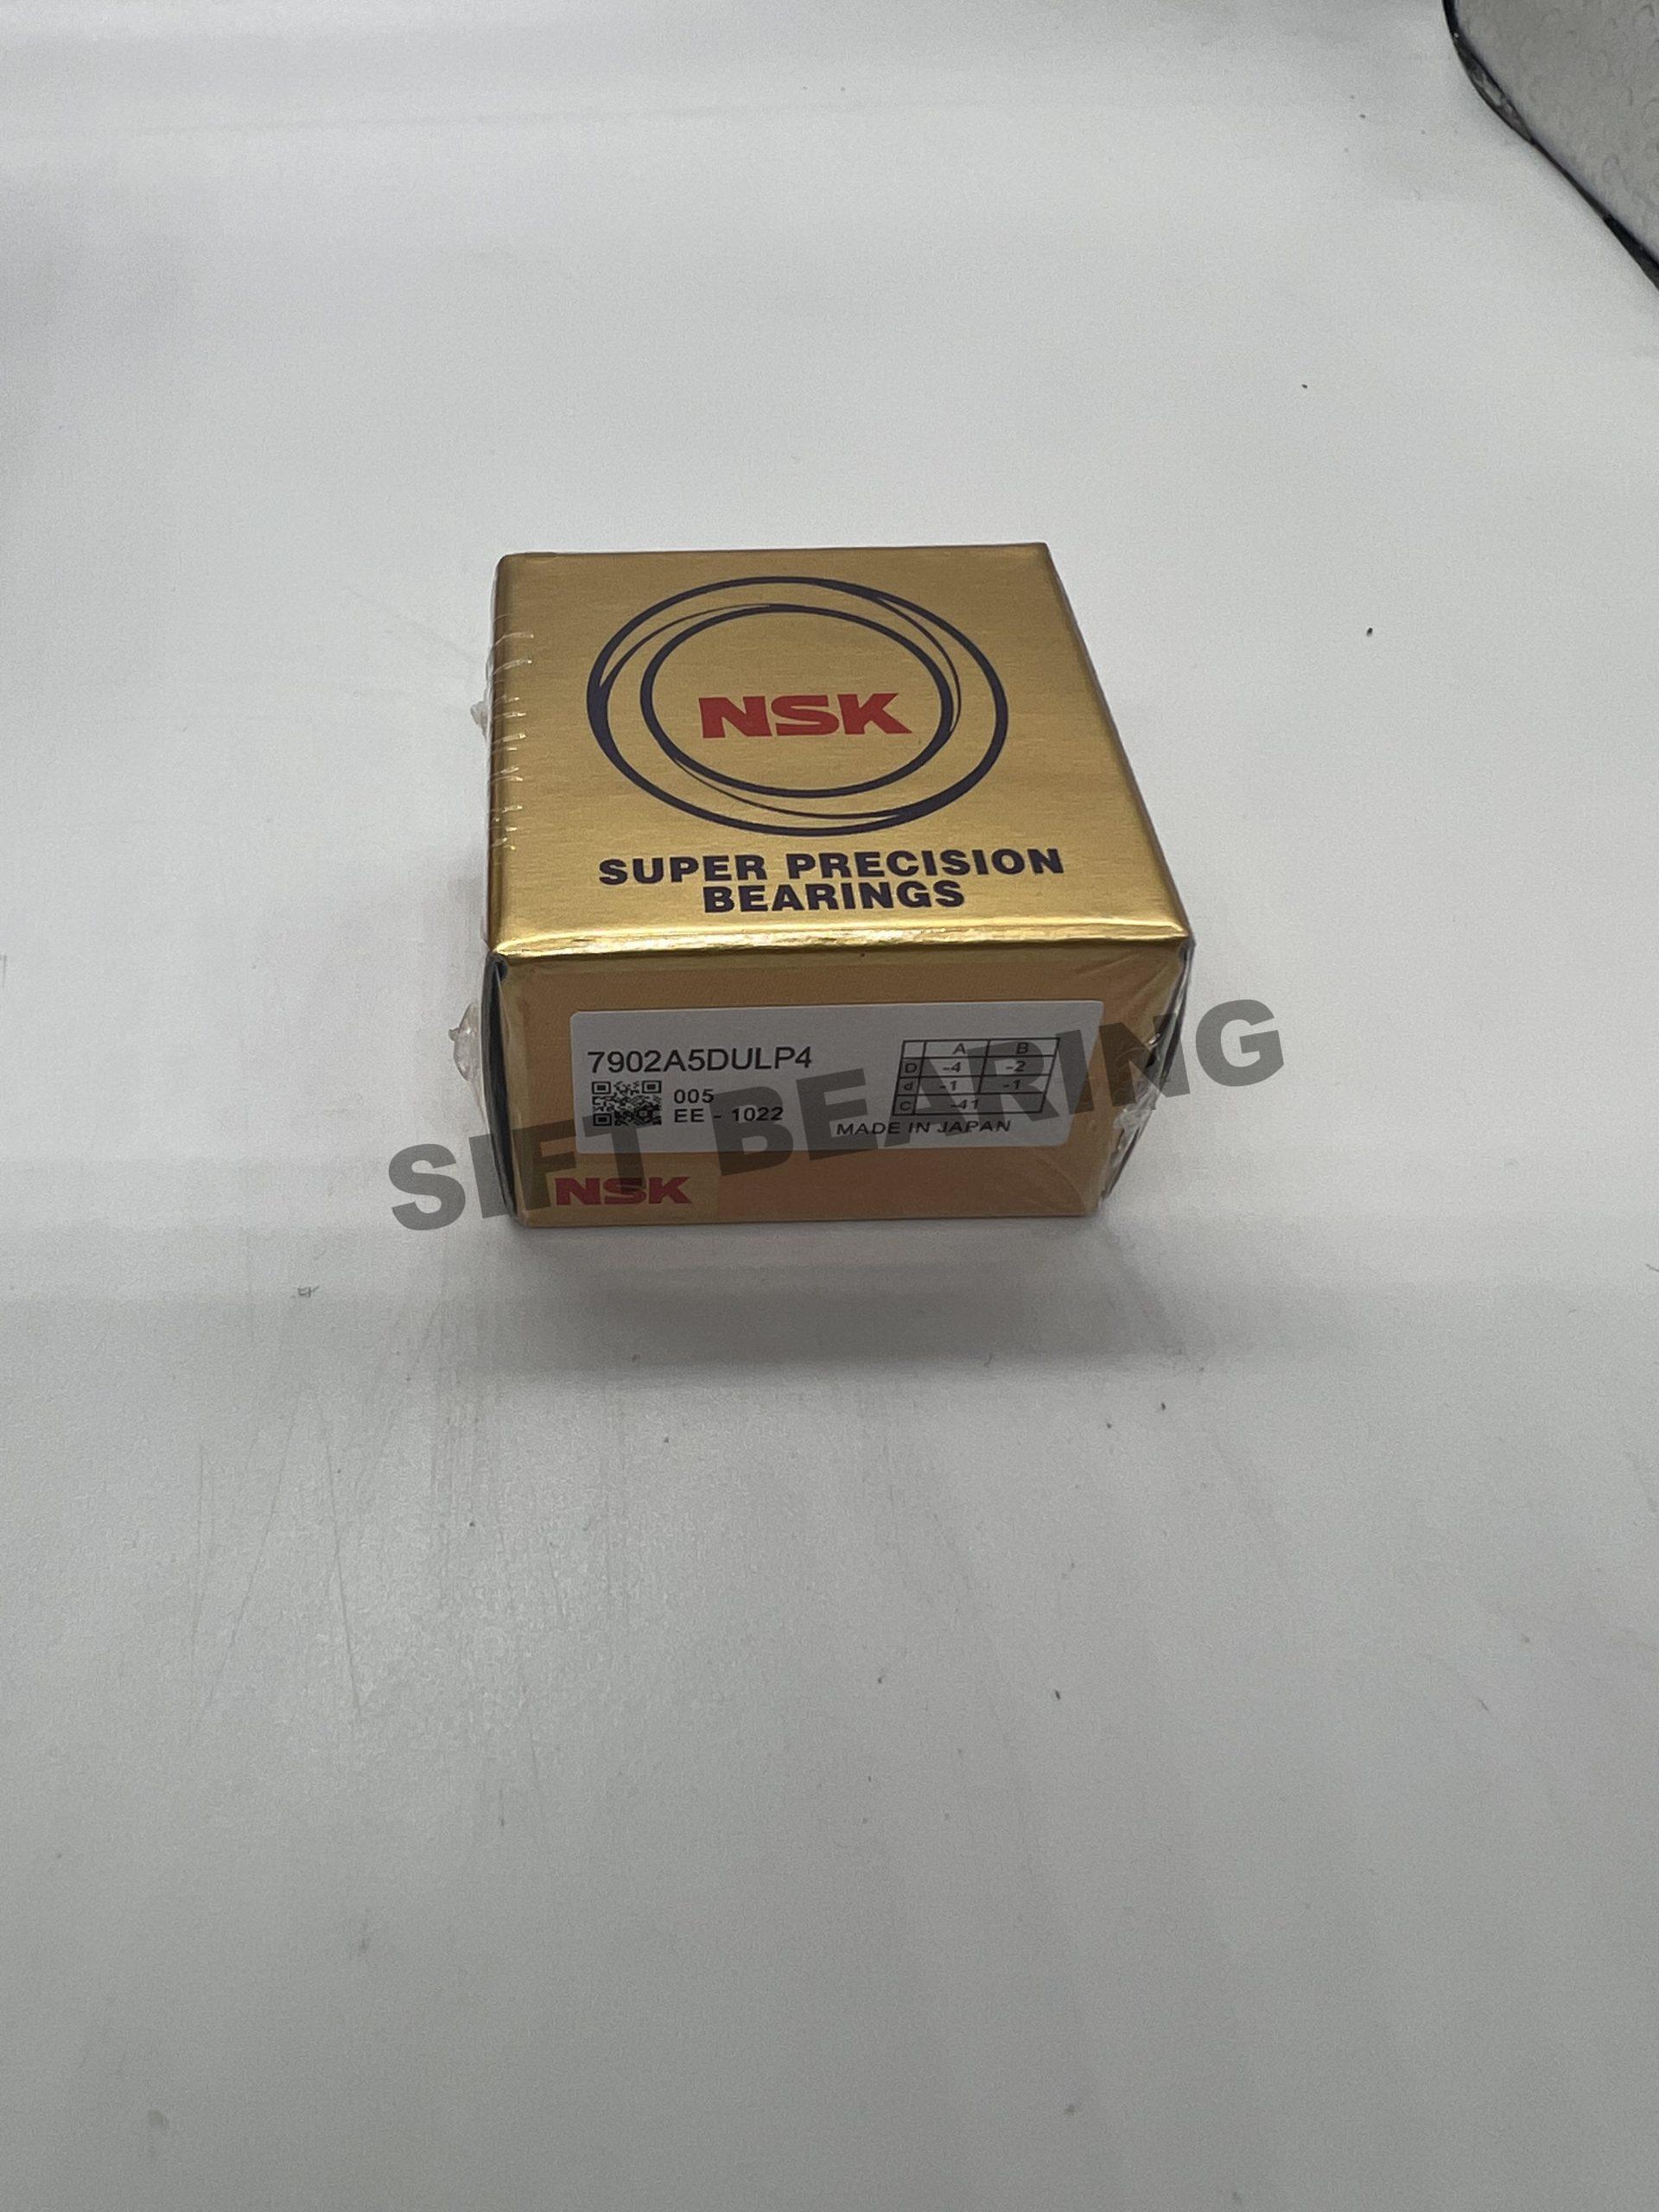 NSK
SUPER PRECISION
BEARINGS
7902A5DULP4
005
EE - 1022
A B
D -4 -2
d -1 -1
C -41
MADE IN JAPAN
NSK
SIFT BEARING